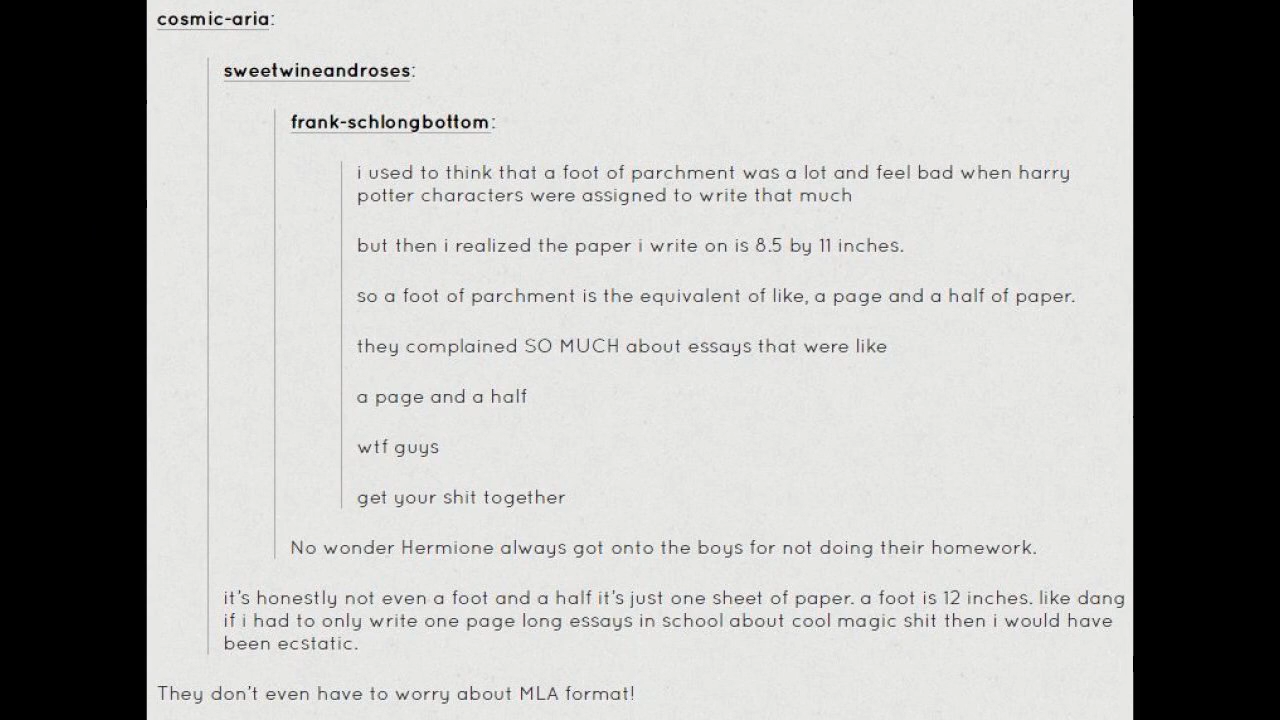 cosmic-aria:
sweetwineandroses:
frank-schlongbottom:
i used to think that a foot of parchment was a lot and feel bad when harry
potter characters were assigned to write that much
but then i realized the paper i write on is 8.5 by 11 inches.
so a foot of parchment is the equivalent of like, a page and a half of paper.
they complained SO MUCH about essays that were like
a page and a half
wtf guys
get your shit together
No wonder Hermione always got onto the boys for not doing their homework.
it's honestly not even a foot and a half it's just one sheet of paper. a foot is 12 inches. like dang
if i had to only write one page long essays in school about cool magic shit then i would have
been ecstatic.
They don't even have to worry about MLA format!